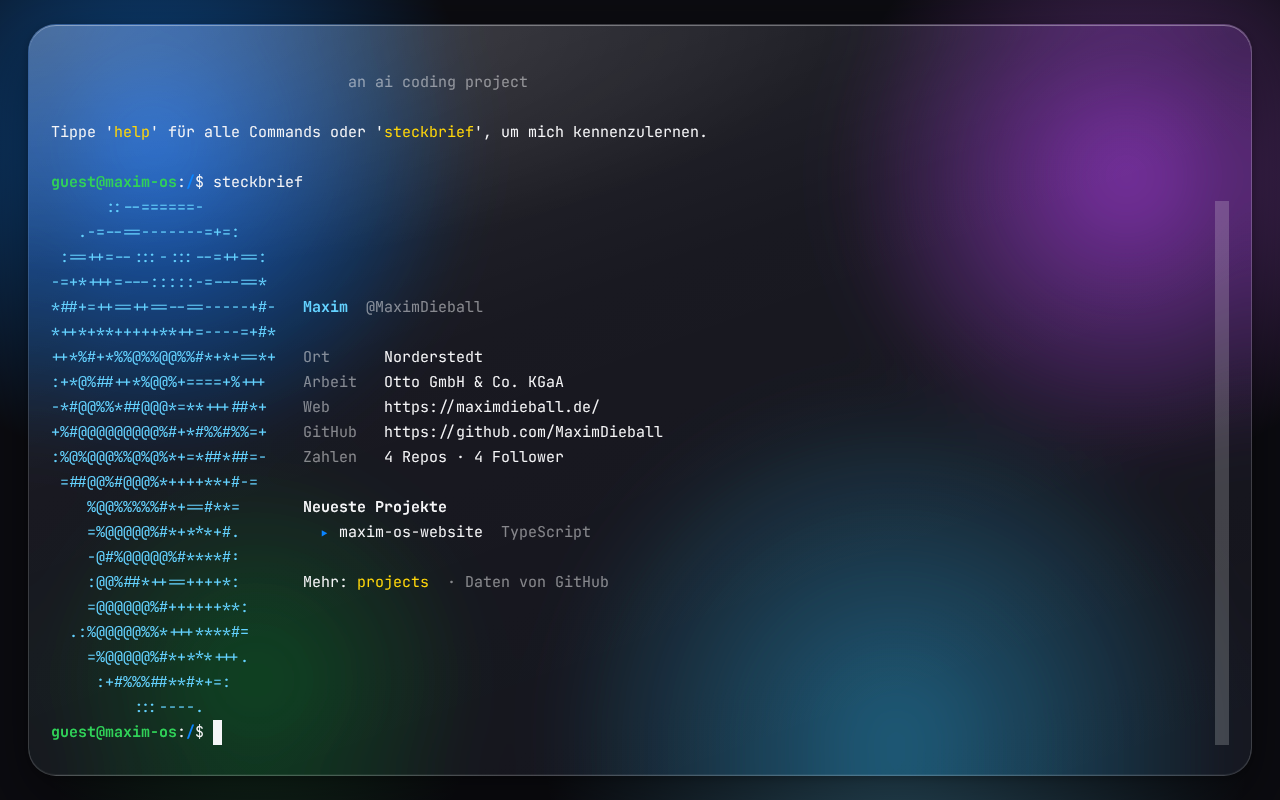 an ai coding project
Tippe 'help' für alle Commands oder 'steckbrief', um mich kennenzulernen.
guest@maxim-os:/$ steckbrief
Maxim @MaximDieball
Ort Norderstedt
Arbeit Otto GmbH & Co. KGaA
Web https://maximdieball.de/
GitHub https://github.com/MaximDieball
Zahlen 4 Repos · 4 Follower
Neueste Projekte
▸ maxim-os-website TypeScript
Mehr: projects · Daten von GitHub
guest@maxim-os:/$